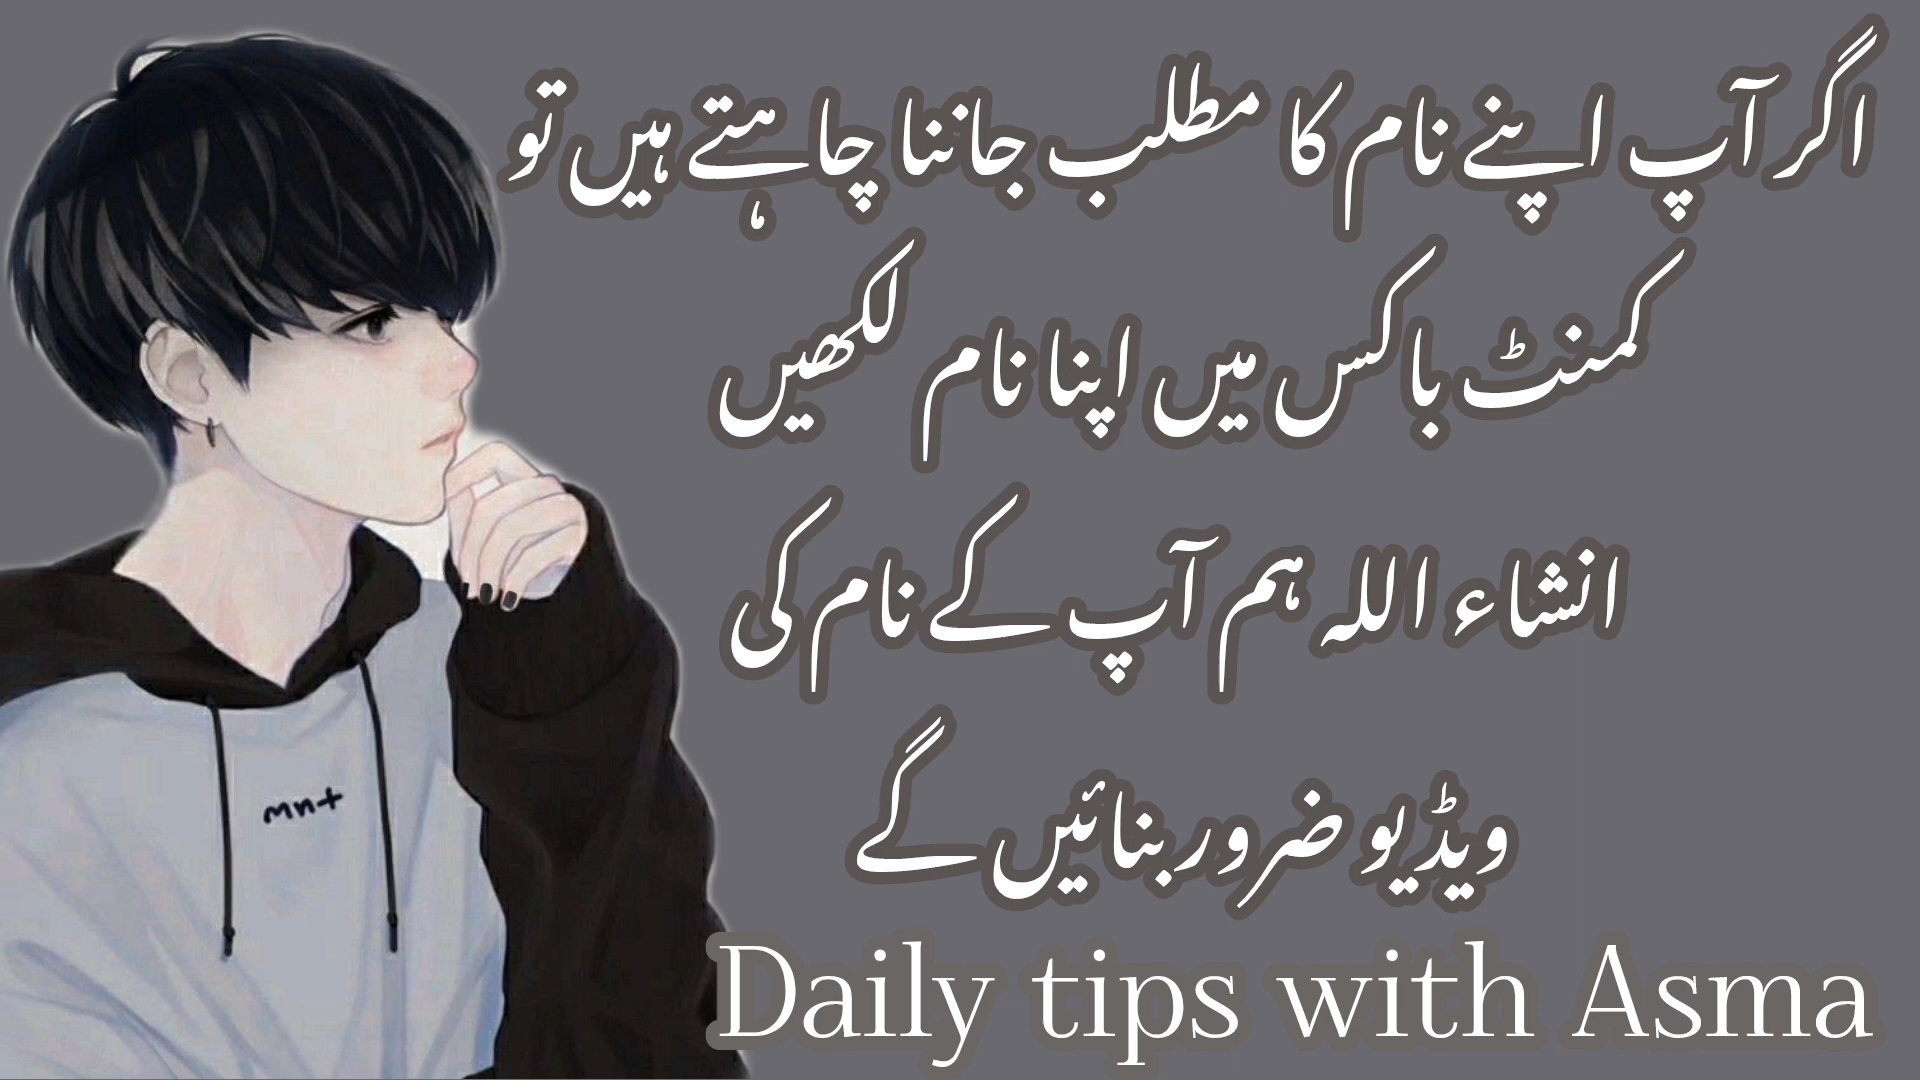 اگر آپ اپنے نام کا مطلب جاننا چاہتے ہیں تو
کمنٹ باکس میں اپنا نام لکھیں
انشاء اللہ ہم آپ کے نام کی
ویڈیو ضرور بنائیں گے
Daily tips with Asma
mnt